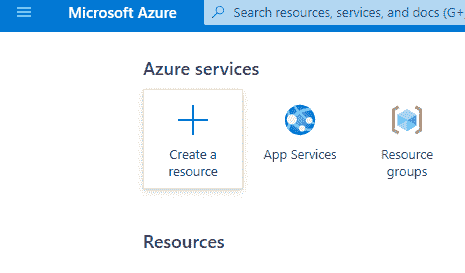 Microsoft Azure
Search resources, services, and docs (G+
Azure services
Create a
resource
App Services
Resource
groups
Resources